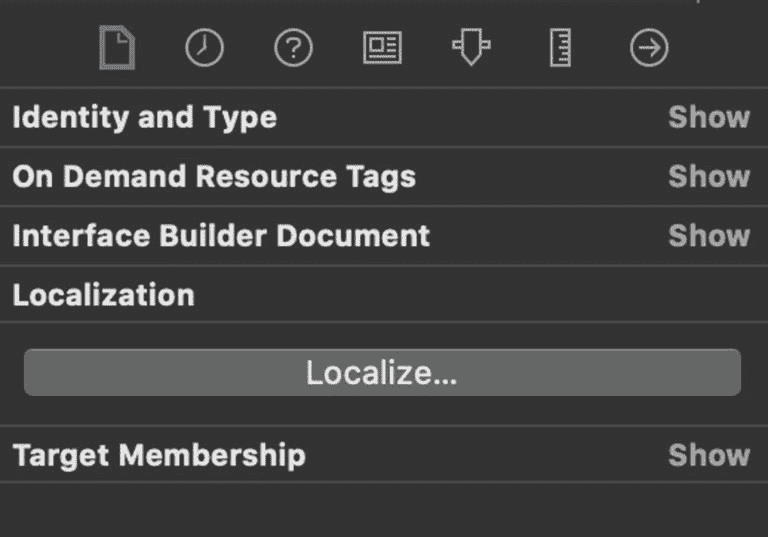 Identity and Type Show
On Demand Resource Tags Show
Interface Builder Document Show
Localization
Localize...
Target Membership Show